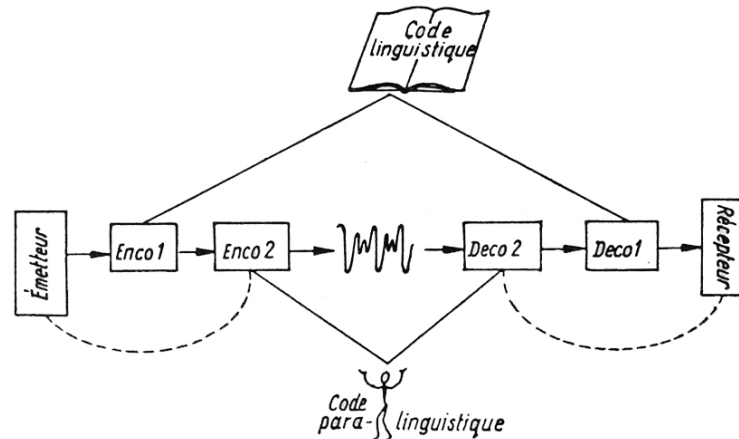 Code
linguistique
Émetteur
Enco 1
Enco 2
Deco 2
Deco 1
Récepteur
Code
para- linguistique